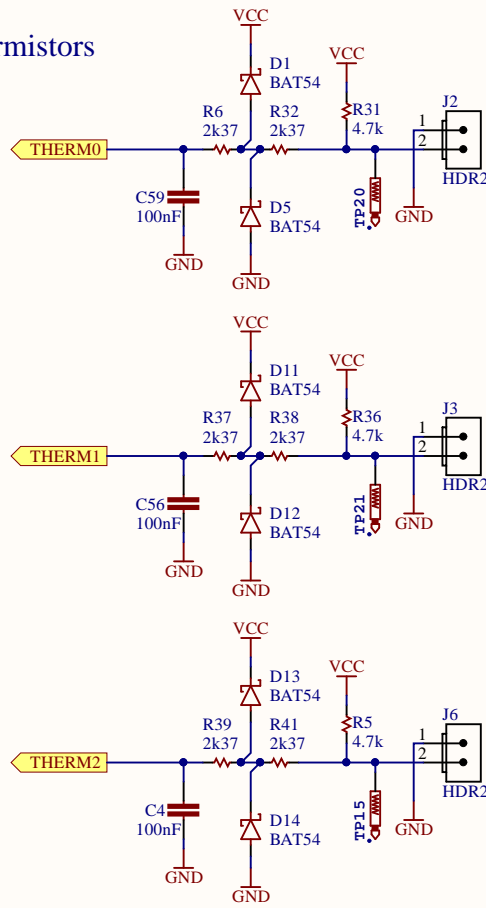 rmistors
VCC
D1
BAT54
VCC
R6
2k37
R32
2k37
R31
4.7k
J2
1
2
HDR2
THERM0
C59
100nF
GND
D5
BAT54
GND
TP20
GND
VCC
D11
BAT54
VCC
R37
2k37
R38
2k37
R36
4.7k
J3
1
2
HDR2
THERM1
C56
100nF
GND
D12
BAT54
GND
TP21
GND
VCC
D13
BAT54
VCC
R39
2k37
R41
2k37
R5
4.7k
J6
1
2
HDR2
THERM2
C4
100nF
GND
D14
BAT54
GND
TP15
GND